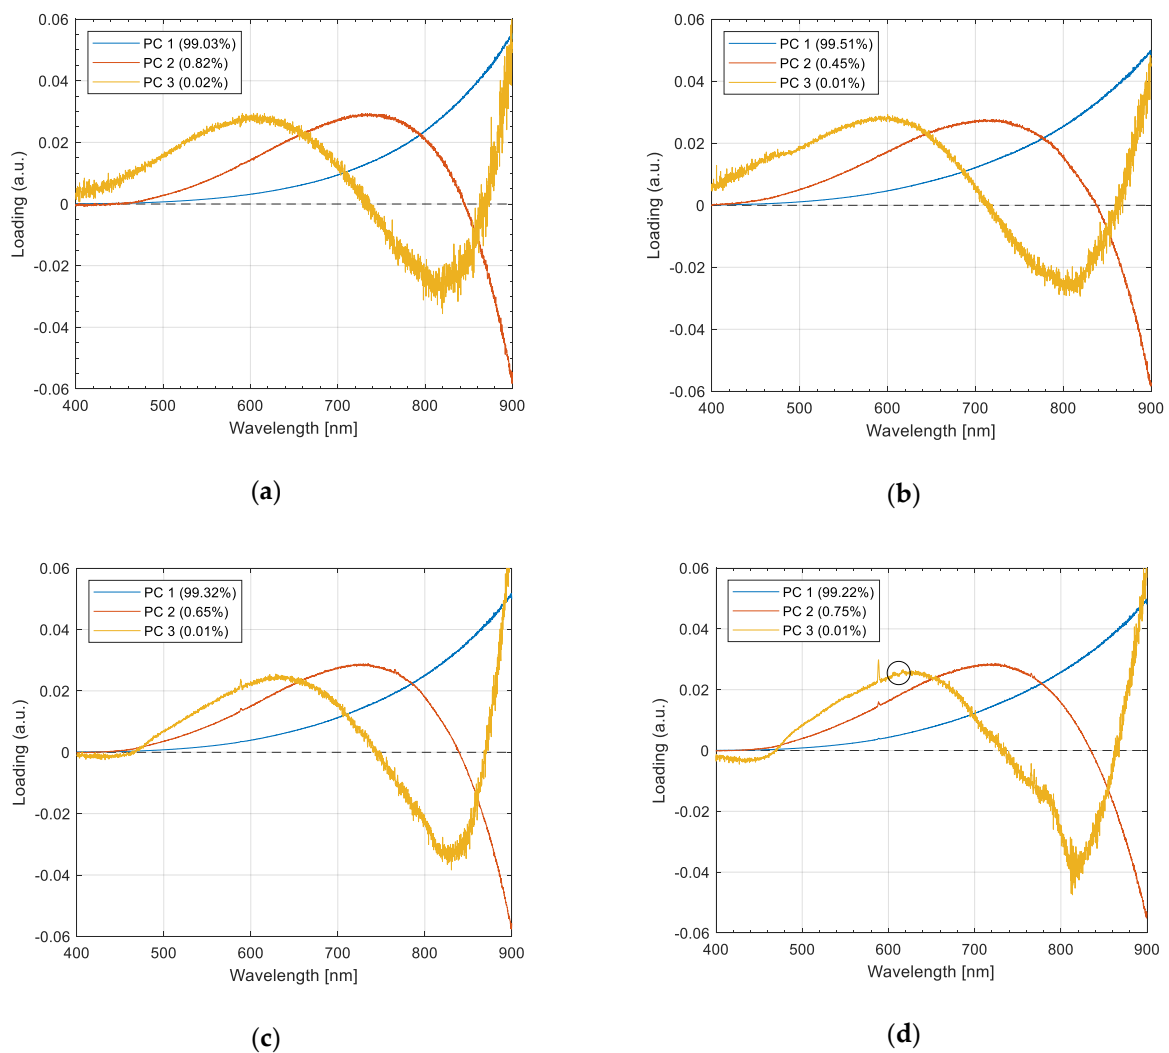 0.06
0.04
0.02
0
-0.02
-0.04
-0.06
Loading (a.u.)
PC 1 (99.03%)
PC 2 (0.82%)
PC 3 (0.02%)
400 500 600 700 800 900
Wavelength [nm]
(a)
0.06
0.04
0.02
0
-0.02
-0.04
-0.06
Loading (a.u.)
PC 1 (99.51%)
PC 2 (0.45%)
PC 3 (0.01%)
400 500 600 700 800 900
Wavelength [nm]
(b)
0.06
0.04
0.02
0
-0.02
-0.04
-0.06
Loading (a.u.)
PC 1 (99.32%)
PC 2 (0.65%)
PC 3 (0.01%)
400 500 600 700 800 900
Wavelength [nm]
(c)
0.06
0.04
0.02
0
-0.02
-0.04
-0.06
Loading (a.u.)
PC 1 (99.22%)
PC 2 (0.75%)
PC 3 (0.01%)
400 500 600 700 800 900
Wavelength [nm]
(d)